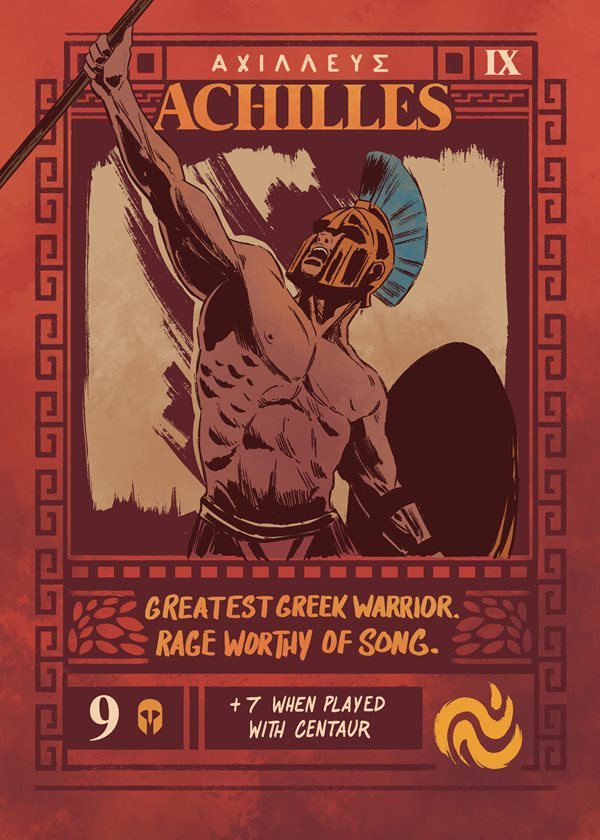 ΑΧΙΛΛΕΥΣ
IX
ACHILLES
GREATEST GREEK WARRIOR.
RAGE WORTHY OF SONG.
9
+7 WHEN PLAYED
WITH CENTAUR